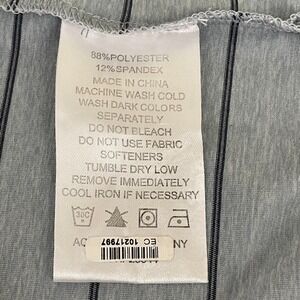 88%POLYESTER
12%SPANDEX
MADE IN CHINA
MACHINE WASH COLD
WASH DARK COLORS
SEPARATELY
DO NOT BLEACH
DO NOT USE FABRIC
SOFTENERS
TUMBLE DRY LOW
REMOVE IMMEDIATELY
COOL IRON IF NECESSARY
30C
EC 10217997